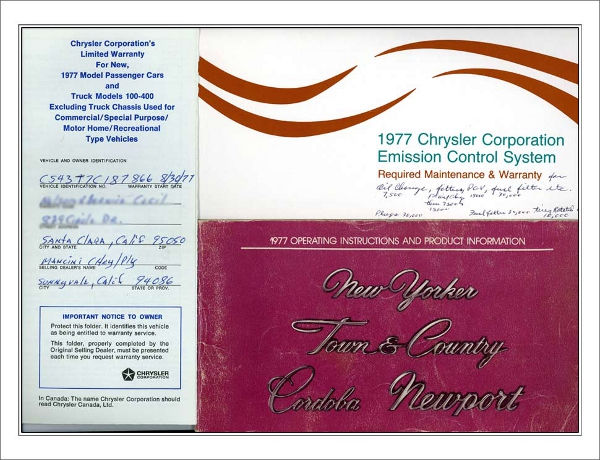 Chrysler Corporation's
Limited Warranty
For New,
1977 Model Passenger Cars
and
Truck Models 100-400
Excluding Truck Chassis Used for
Commercial/Special Purpose/
Motor Home/Recreational
Type Vehicles
VEHICLE AND OWNER IDENTIFICATION
CS43T7C187866 8/30/77
VEHICLE IDENTIFICATION NO. WARRANTY START DATE
Santa Clara, Calif 95050
CITY AND STATE ZIP
Mancini Chry/Ply
SELLING DEALER'S NAME CODE
Sunnyvale, Calif 94086
CITY STATE OR PROV.
IMPORTANT NOTICE TO OWNER
Protect this folder. It identifies this vehicle
as being entitled to warranty service.
This folder, properly completed by the
Original Selling Dealer, must be presented
each time you request warranty service.
CHRYSLER
CORPORATION
In Canada: The name Chrysler Corporation should
read Chrysler Canada, Ltd.
1977 Chrysler Corporation
Emission Control System
Required Maintenance & Warranty for
Oil Change, PCV, fuel filter etc.
7,500
1977 OPERATING INSTRUCTIONS AND PRODUCT INFORMATION
New Yorker
Town & Country
Cordoba Newport